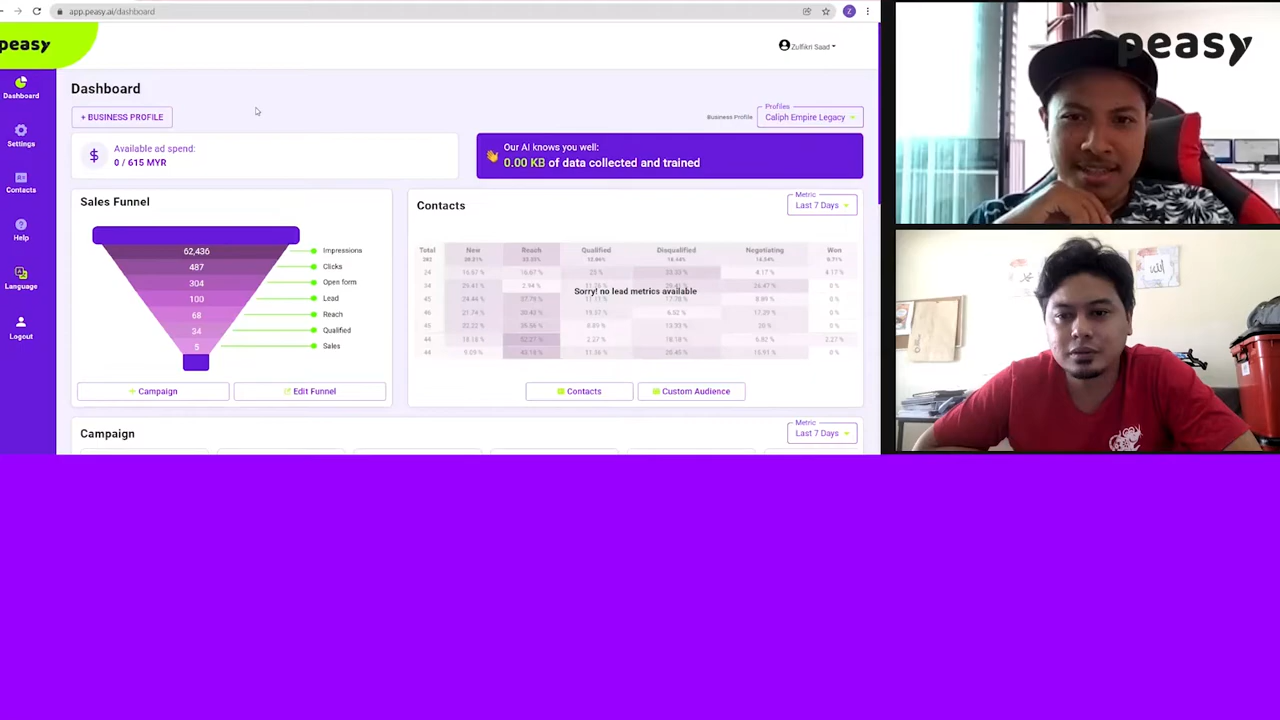 app.peasy.ai/dashboard
Z
peasy
Zulfikri Saad
Dashboard
Settings
Contacts
Help
Language
Logout
Dashboard
+ BUSINESS PROFILE
Business Profile
Profiles
Caliph Empire Legacy
$
Available ad spend:
0 / 615 MYR
Our AI knows you well:
0.00 KB of data collected and trained
Sales Funnel
62,436 Impressions
487 Clicks
304 Open form
100 Lead
68 Reach
34 Qualified
5 Sales
Campaign
Edit Funnel
Contacts
Metric
Last 7 Days
Total New Reach Qualified Disqualified Negotiating Won
Sorry! no lead metrics available
Contacts
Custom Audience
Campaign
Metric
Last 7 Days
peasy